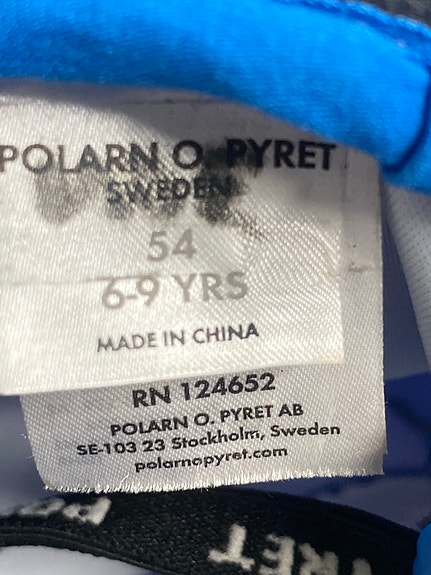 POLARN O. PYRET
SWEDEN
54
6-9 YRS
MADE IN CHINA
RN 124652
POLARN O. PYRET AB
SE-103 23 Stockholm, Sweden
polarnopyret.com